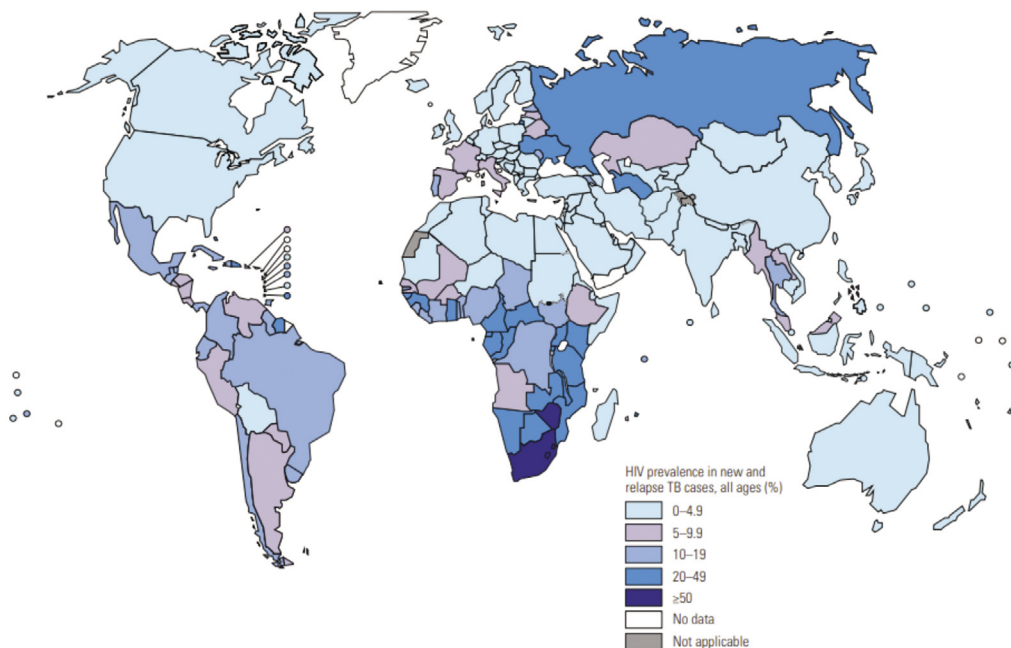 HIV prevalence in new and
relapse TB cases, all ages (%)
0–4.9
5–9.9
10–19
20–49
≥50
No data
Not applicable